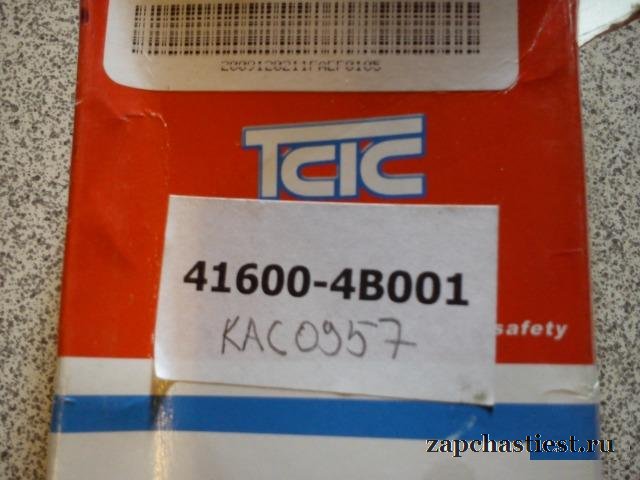 2009120211FAEF0105
TCIC
41600-4B001
KAC0957
safety
zapchastiest.ru